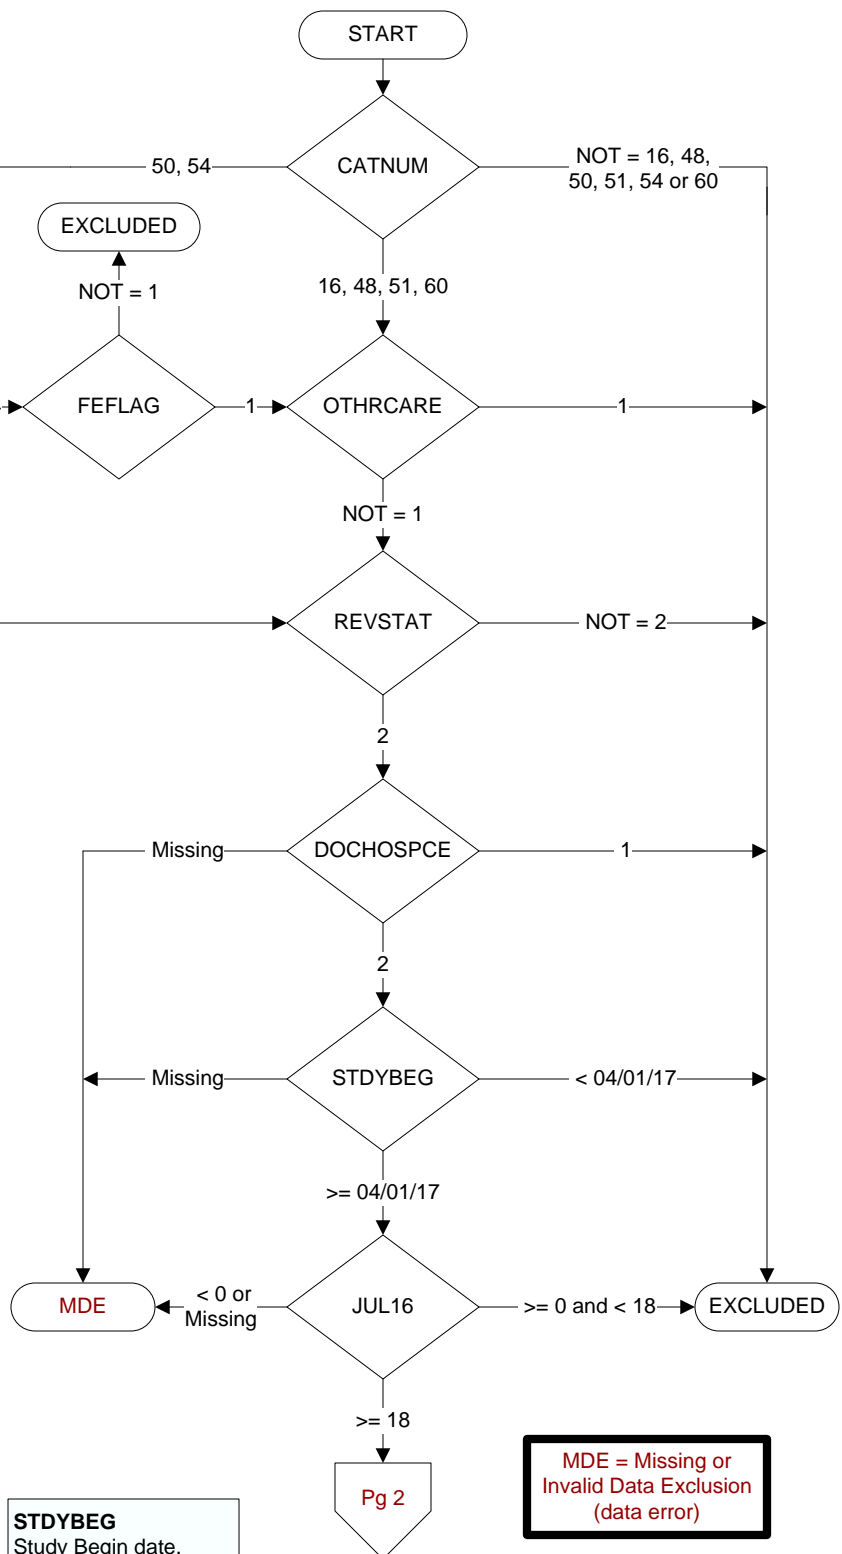 START
50, 54
CATNUM
NOT = 16, 48,
50, 51, 54 or 60
EXCLUDED
NOT = 1
16, 48, 51, 60
FEFLAG
1
OTHRCARE
1
NOT = 1
REVSTAT
NOT = 2
2
Missing
DOCHOSPCE
1
2
Missing
STDYBEG
< 04/01/17
>= 04/01/17
MDE
< 0 or
Missing
JUL16
>= 0 and < 18
EXCLUDED
>= 18
Pg 2
MDE = Missing or
Invalid Data Exclusion
(data error)
STDYBEG
Study Begin date.